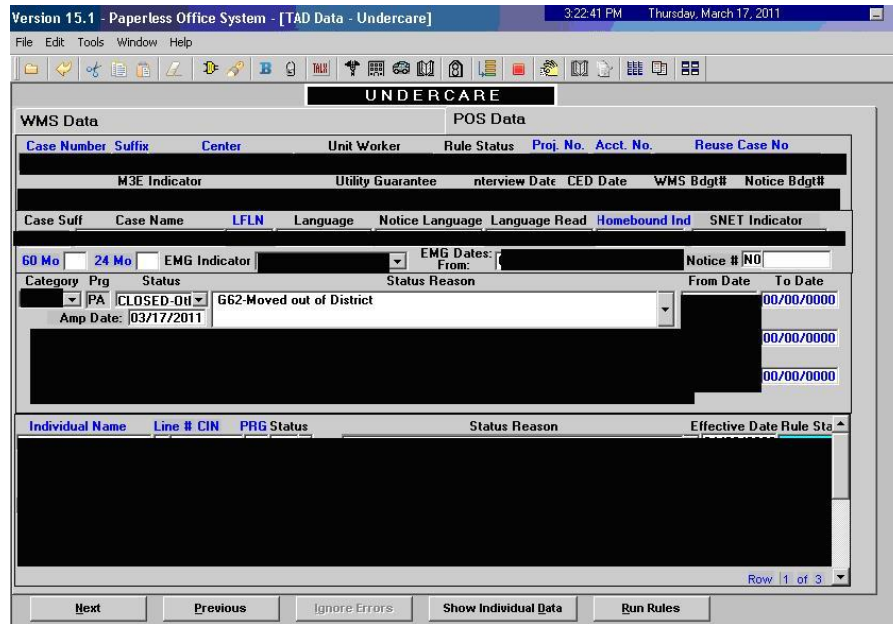 Version 15.1 - Paperless Office System - [TAD Data - Undercare] 3:22:41 PM Thursday, March 17, 2011
File Edit Tools Window Help
B TALX
UNDERCARE
WMS Data POS Data
Case Number Suffix Center Unit Worker Rule Status Proj. No. Acct. No. Reuse Case No
M3E Indicator Utility Guarantee nterview Date CED Date WMS Bdgt# Notice Bdgt#
Case Suff Case Name LFLN Language Notice Language Language Read Homebound Ind SNET Indicator
60 Mo 24 Mo EMG Indicator EMG Dates: From: Notice # N0
Category Prg Status Status Reason From Date To Date
PA CLOSED-Otl G62-Moved out of District 00/00/0000
Amp Date: 03/17/2011
00/00/0000
00/00/0000
Individual Name Line # CIN PRG Status Status Reason Effective Date Rule Sta
Row 1 of 3
Next Previous Ignore Errors Show Individual Data Run Rules